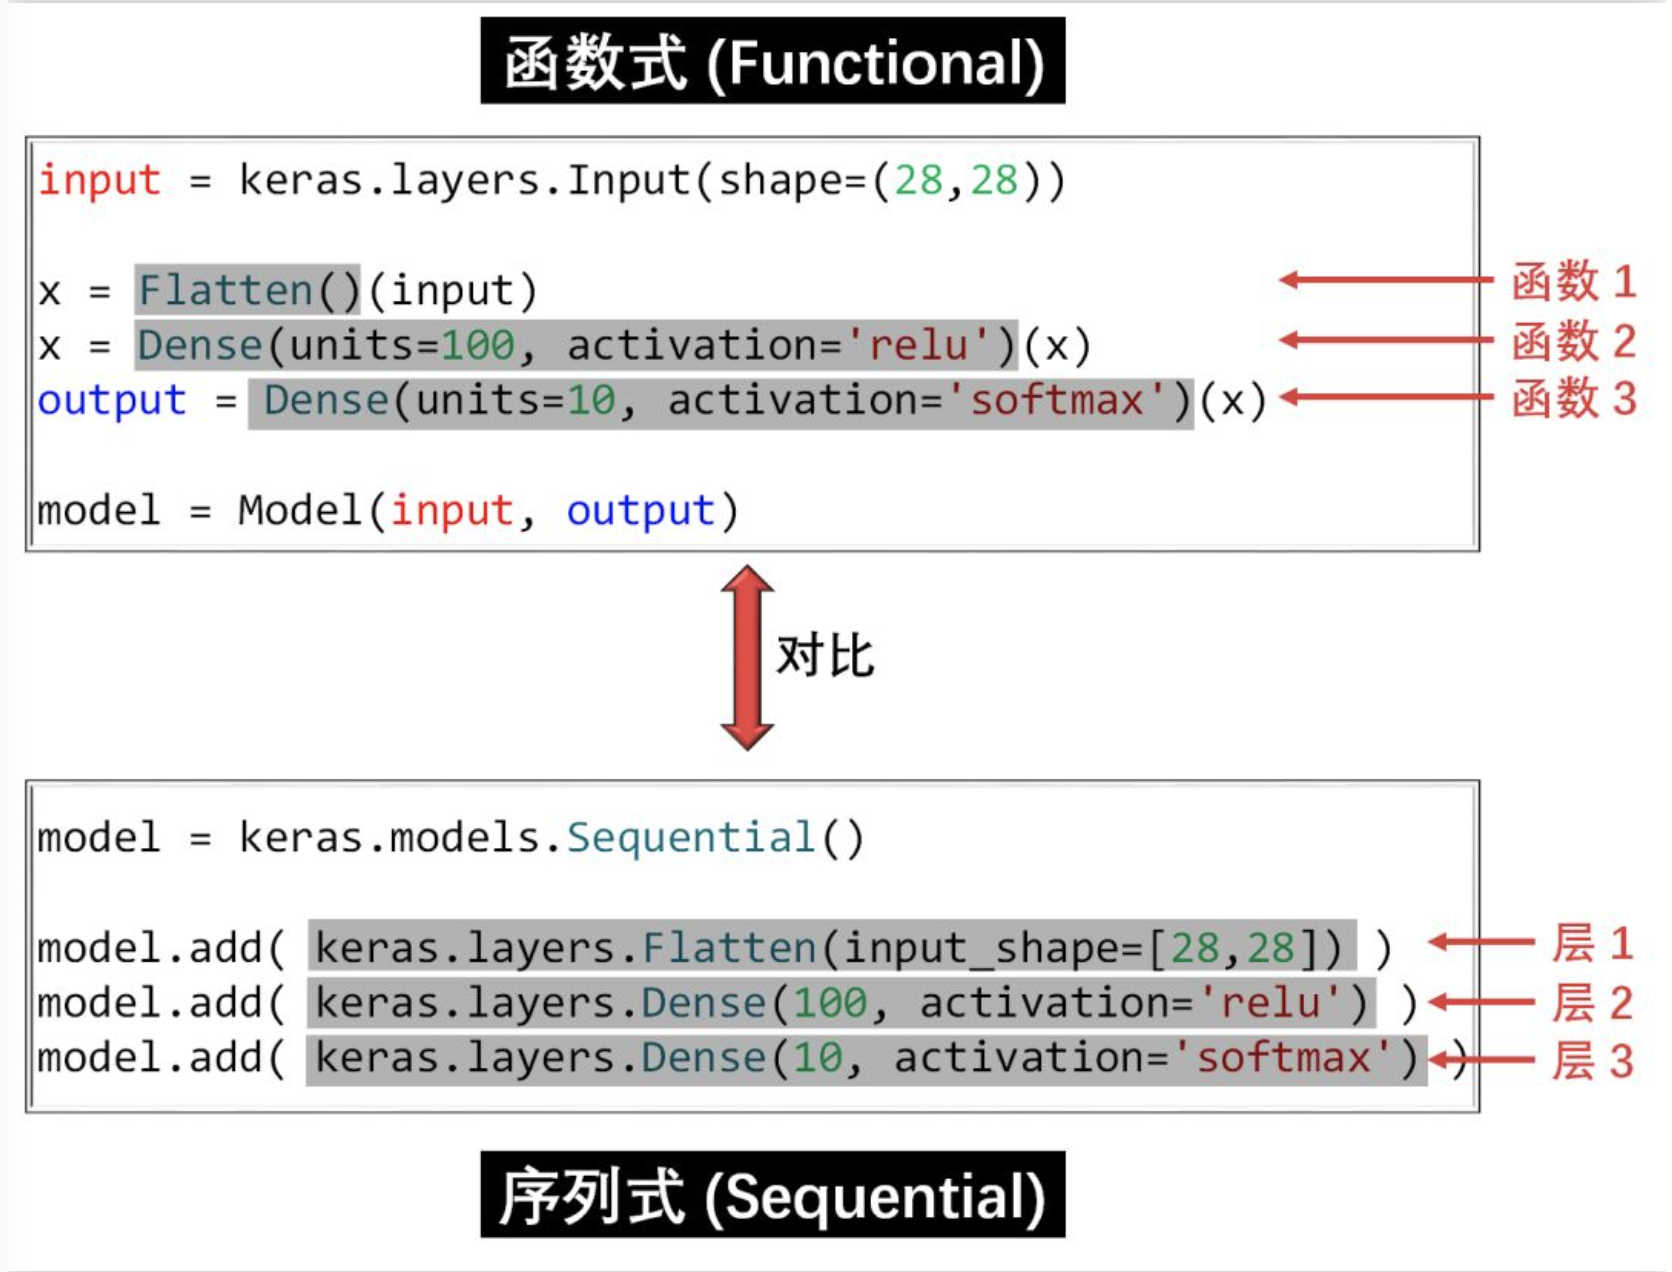 函数式 (Functional)
input = keras.layers.Input(shape=(28,28))
x = Flatten()(input)
函数 1
x = Dense(units=100, activation='relu')(x)
函数 2
output = Dense(units=10, activation='softmax')(x)
函数 3
model = Model(input, output)
对比
model = keras.models.Sequential()
model.add( keras.layers.Flatten(input_shape=[28,28]) )
层 1
model.add( keras.layers.Dense(100, activation='relu') )
层 2
model.add( keras.layers.Dense(10, activation='softmax') )
层 3
序列式 (Sequential)